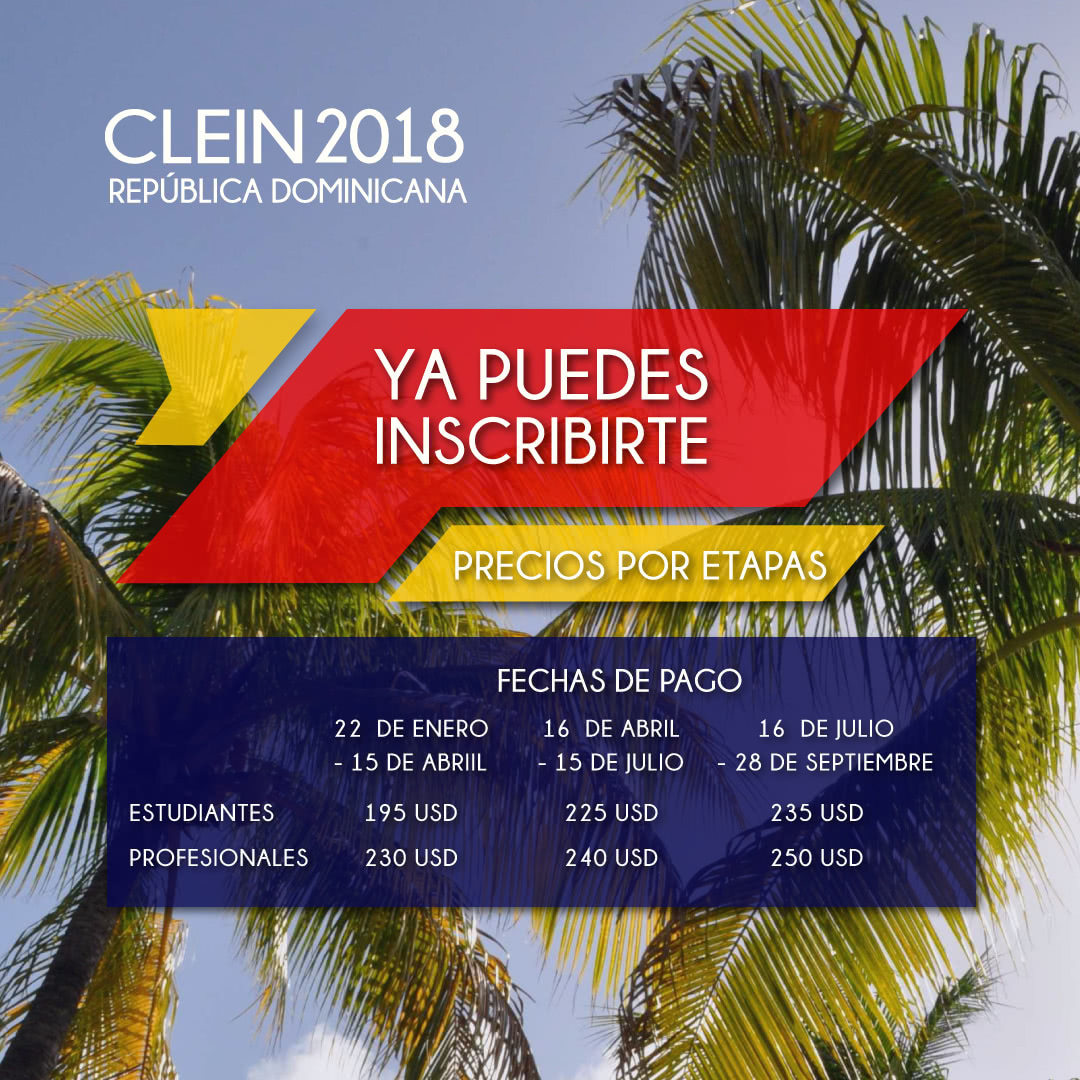 CLEIN 2018
REPÚBLICA DOMINICANA
YA PUEDES
INSCRIBIRTE
PRECIOS POR ETAPAS
FECHAS DE PAGO
22 DE ENERO 16 DE ABRIL 16 DE JULIO
- 15 DE ABRIIL - 15 DE JULIO - 28 DE SEPTIEMBRE
ESTUDIANTES 195 USD 225 USD 235 USD
PROFESIONALES 230 USD 240 USD 250 USD